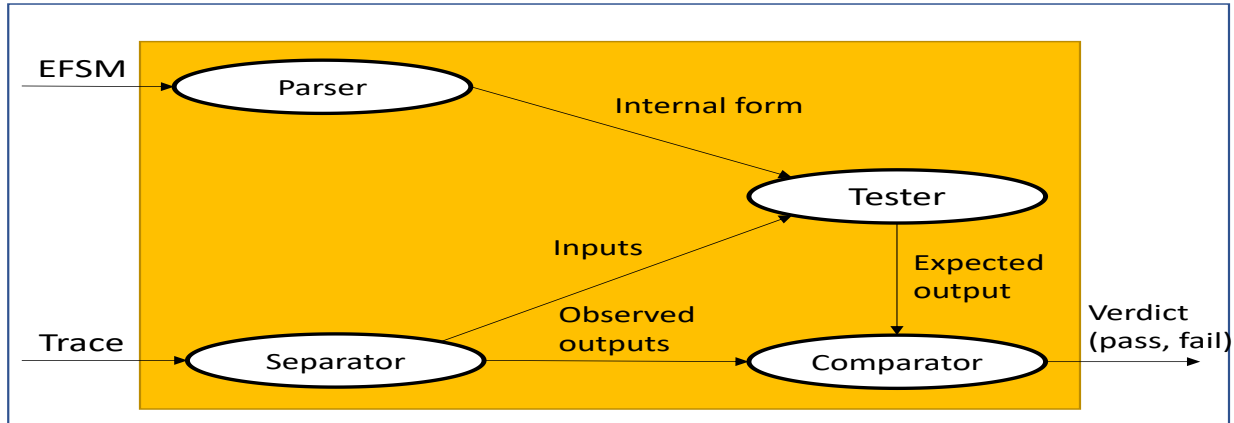 EFSM
Parser
Internal form
Tester
Inputs
Expected
output
Observed
outputs
Trace
Separator
Comparator
Verdict
(pass, fail)